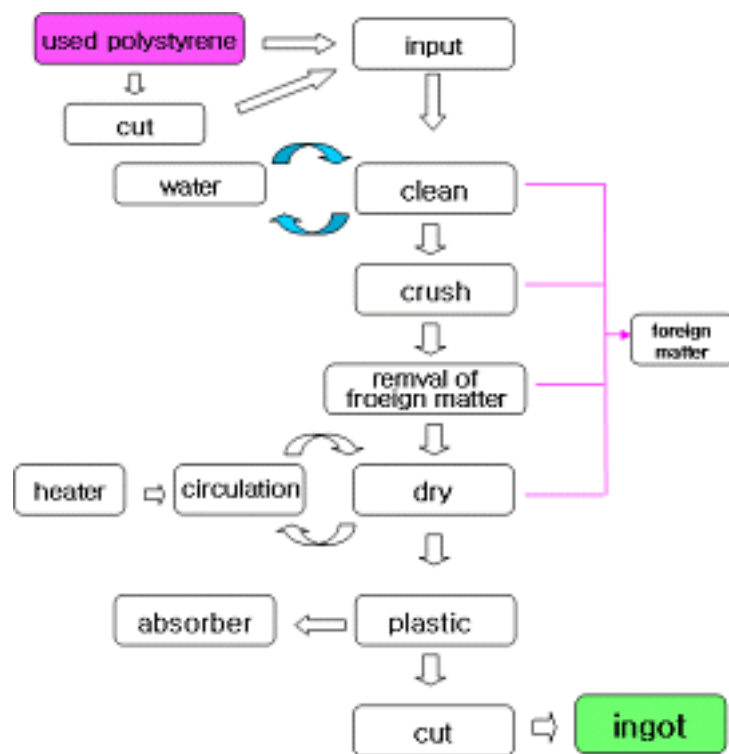 used polystyrene
input
cut
water
clean
crush
foreign
matter
remval of
froeign matter
heater
circulation
dry
absorber
plastic
cut
ingot